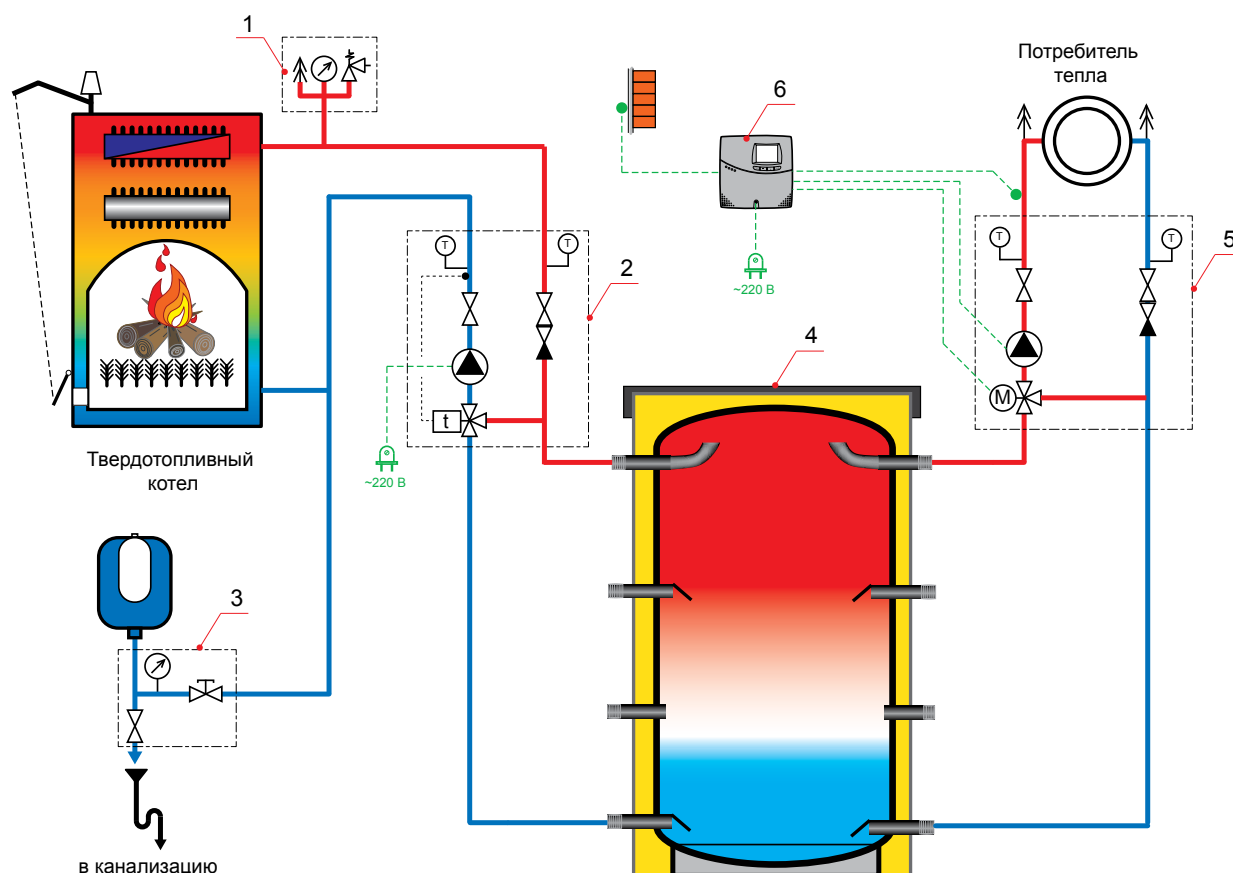 1
Потребитель
тепла
6
T
T
2
~220 В
T
T
5
4
M
t
Твердотопливный
котел
~220 В
3
в канализацию